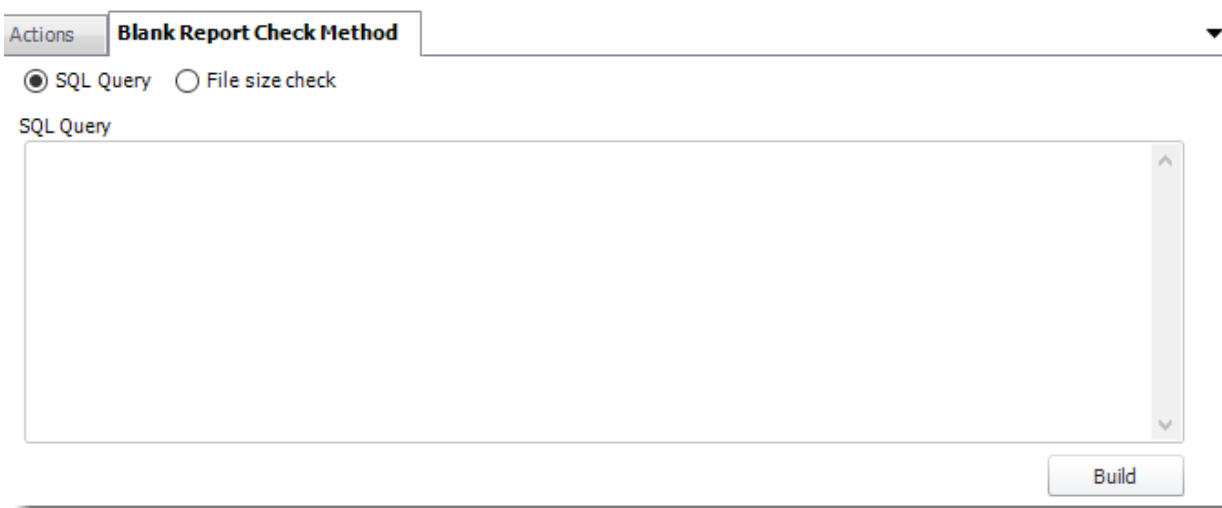 Actions Blank Report Check Method
SQL Query File size check
SQL Query
Build